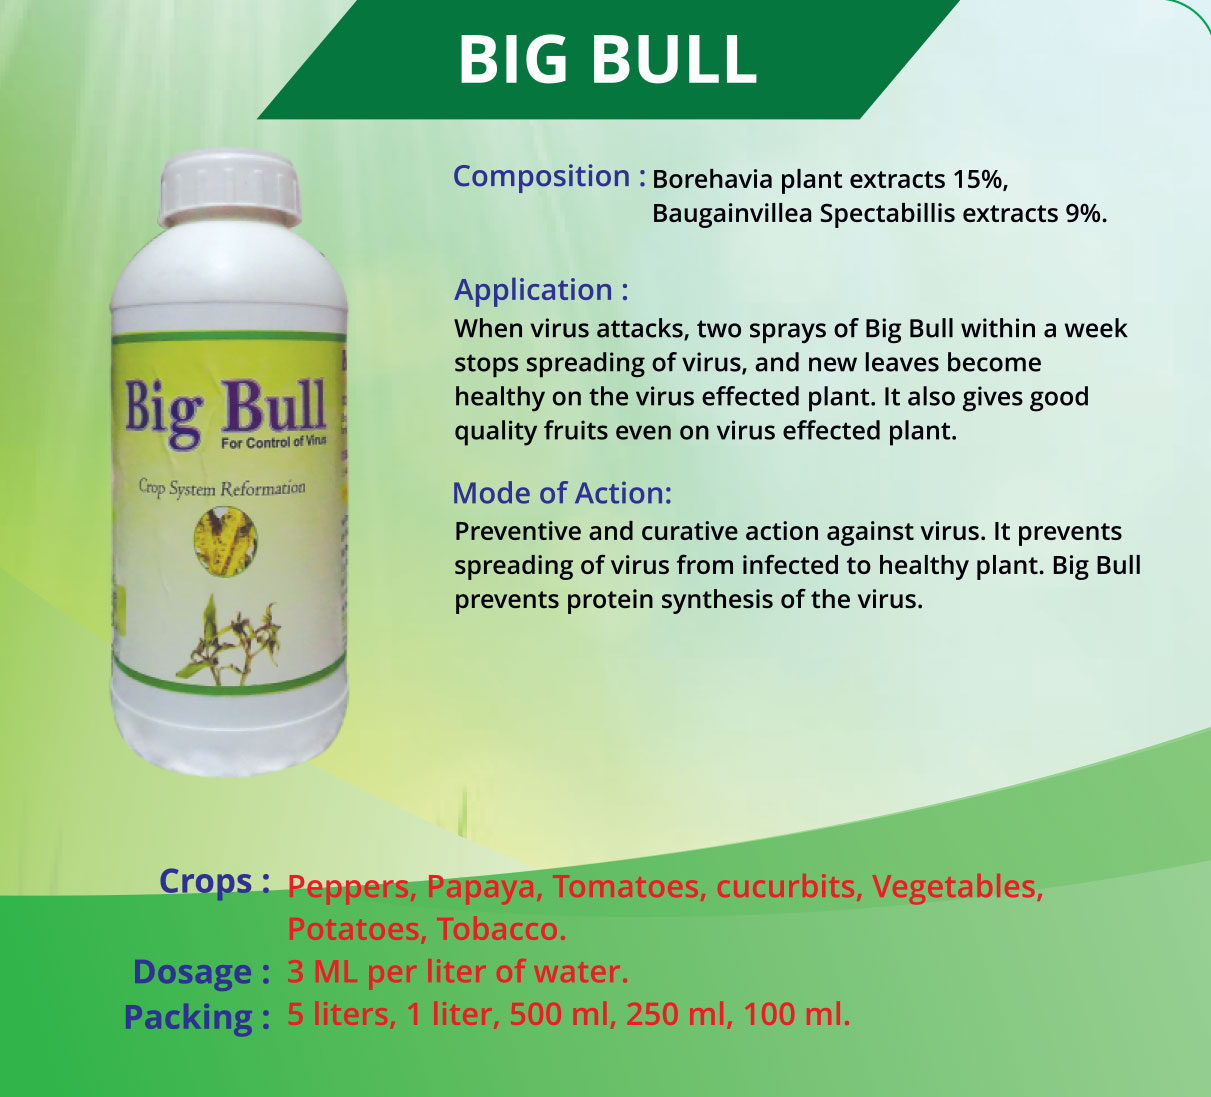 BIG BULL
Composition : Borehavia plant extracts 15%,
Baugainvillea Spectabillis extracts 9%.
Application :
When virus attacks, two sprays of Big Bull within a week
stops spreading of virus, and new leaves become
healthy on the virus effected plant. It also gives good
quality fruits even on virus effected plant.
Mode of Action:
Preventive and curative action against virus. It prevents
spreading of virus from infected to healthy plant. Big Bull
prevents protein synthesis of the virus.
Big Bull
For Control of Virus
Crop System Reformation
Crops : Peppers, Papaya, Tomatoes, cucurbits, Vegetables,
Potatoes, Tobacco.
Dosage : 3 ML per liter of water.
Packing : 5 liters, 1 liter, 500 ml, 250 ml, 100 ml.